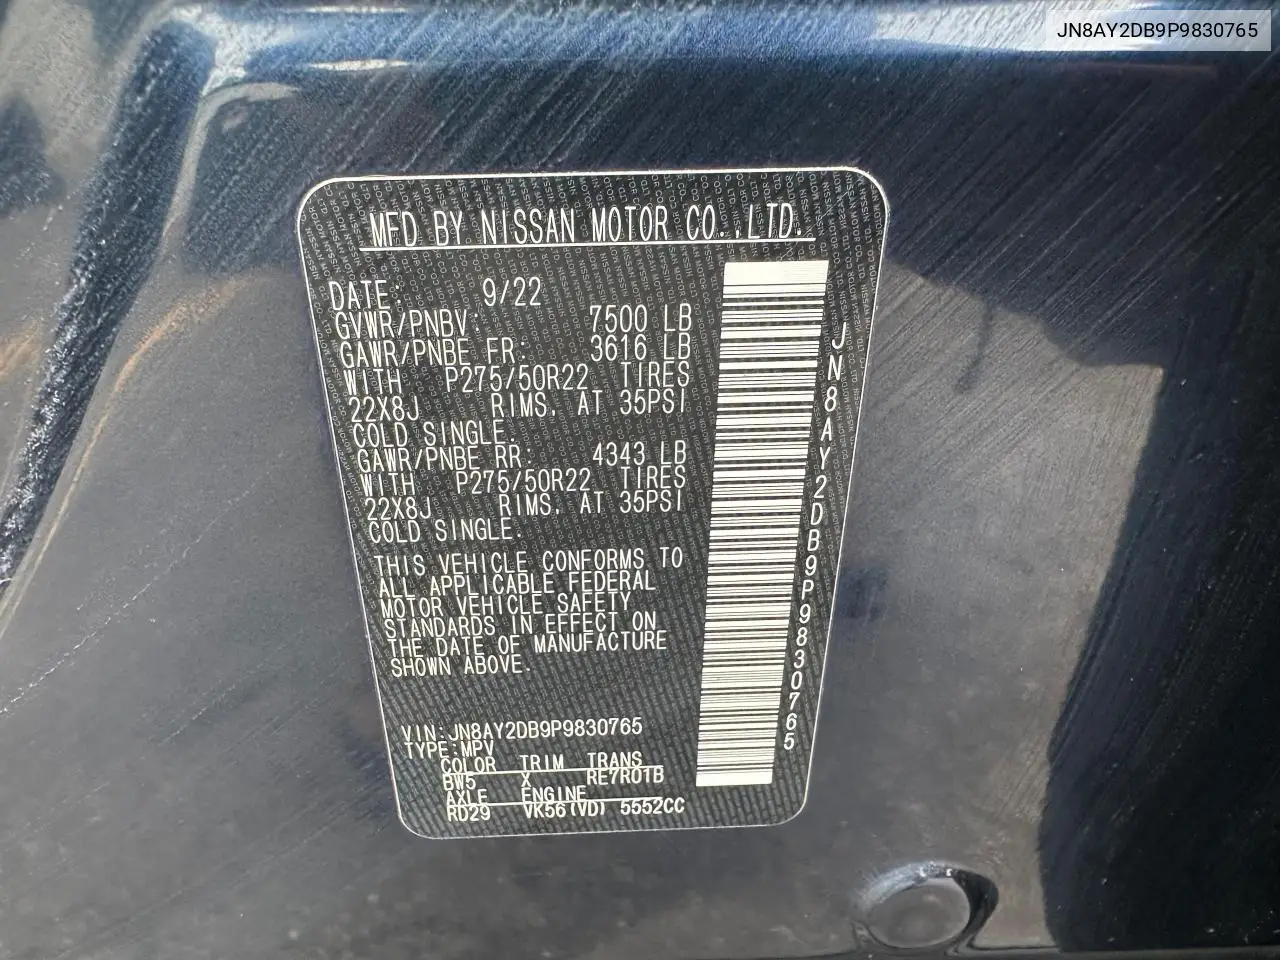 JN8AY2DB9P9830765
MFD BY NISSAN MOTOR CO.,LTD.
DATE: 9/22
GVWR/PNBV: 7500 LB
GAWR/PNBE FR: 3616 LB
WITH P275/50R22 TIRES
22X8J RIMS. AT 35PSI
COLD SINGLE.
GAWR/PNBE RR: 4343 LB
WITH P275/50R22 TIRES
22X8J RIMS. AT 35PSI
COLD SINGLE.
THIS VEHICLE CONFORMS TO
ALL APPLICABLE FEDERAL
MOTOR VEHICLE SAFETY
STANDARDS IN EFFECT ON
THE DATE OF MANUFACTURE
SHOWN ABOVE.
VIN:JN8AY2DB9P9830765
TYPE:MPV
COLOR TRIM TRANS
BW5 X RE7R01B
AXLE ENGINE
RD29 VK56(VD) 5552CC
JN8AY2DB9P9830765